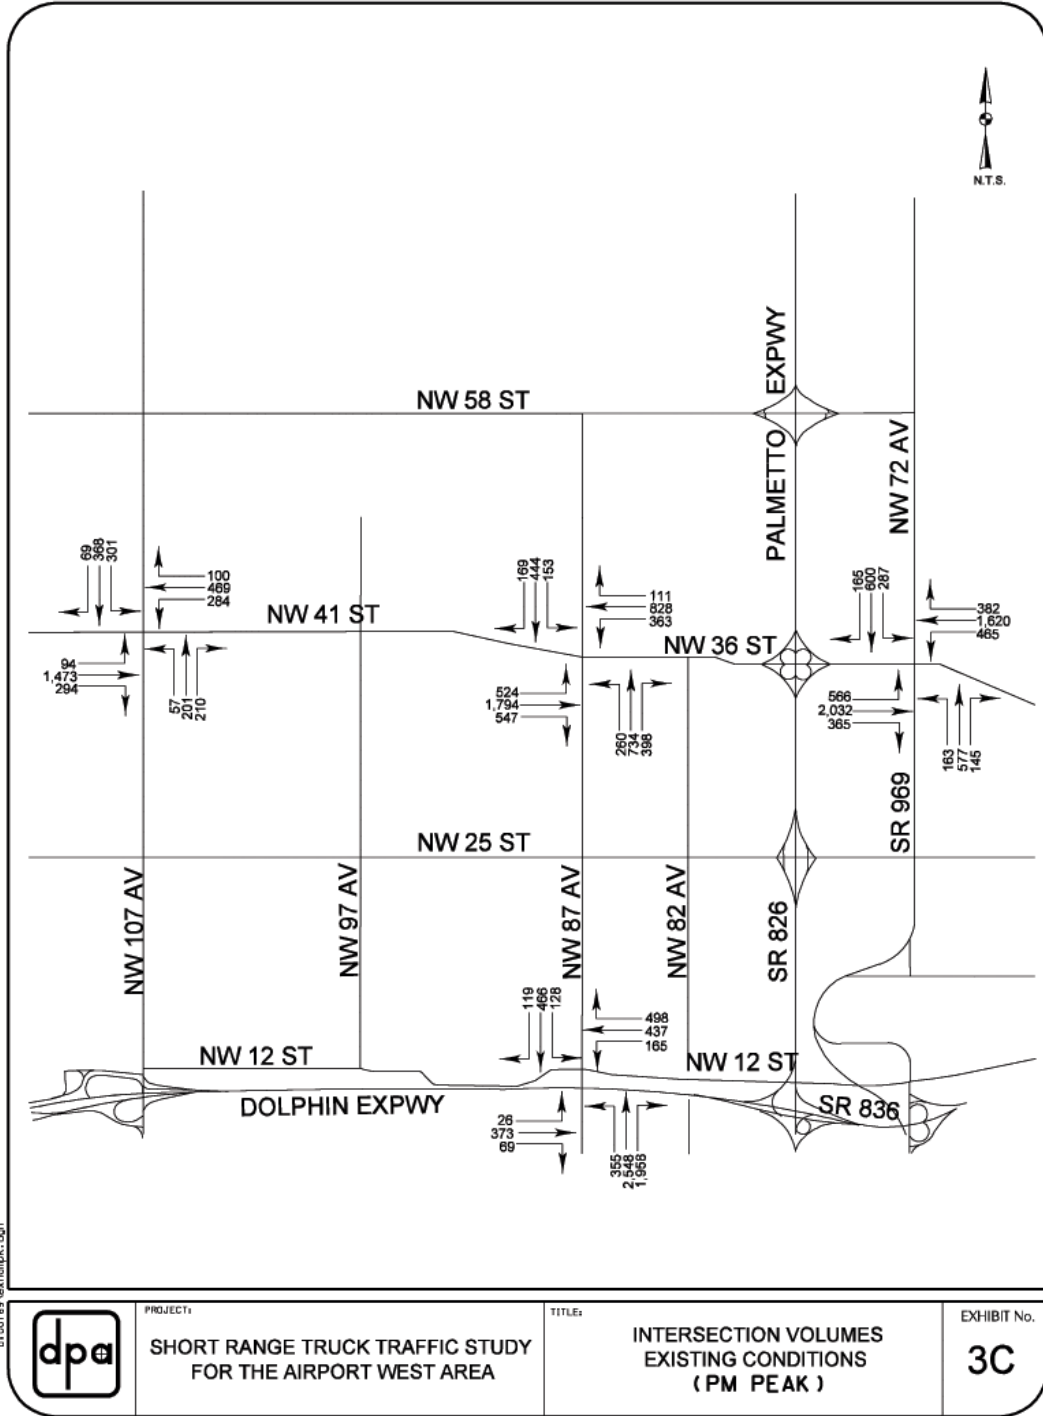 N.T.S.
NW 58 ST
PALMETTO EXPWY
NW 72 AV
69
368
301
100
469
284
NW 41 ST
94
1,473
294
57
201
210
169
444
153
111
828
363
NW 36 ST
524
1,794
547
260
734
398
165
600
287
382
1,620
465
566
2,032
365
163
577
145
SR 969
NW 25 ST
NW 107 AV
NW 97 AV
NW 87 AV
NW 82 AV
SR 826
119
466
128
498
437
165
NW 12 ST
NW 12 ST
DOLPHIN EXPWY
SR 836
26
373
69
355
2,548
1,958
dpa
PROJECT:
SHORT RANGE TRUCK TRAFFIC STUDY
FOR THE AIRPORT WEST AREA
TITLE:
INTERSECTION VOLUMES
EXISTING CONDITIONS
( PM PEAK )
EXHIBIT No.
3C